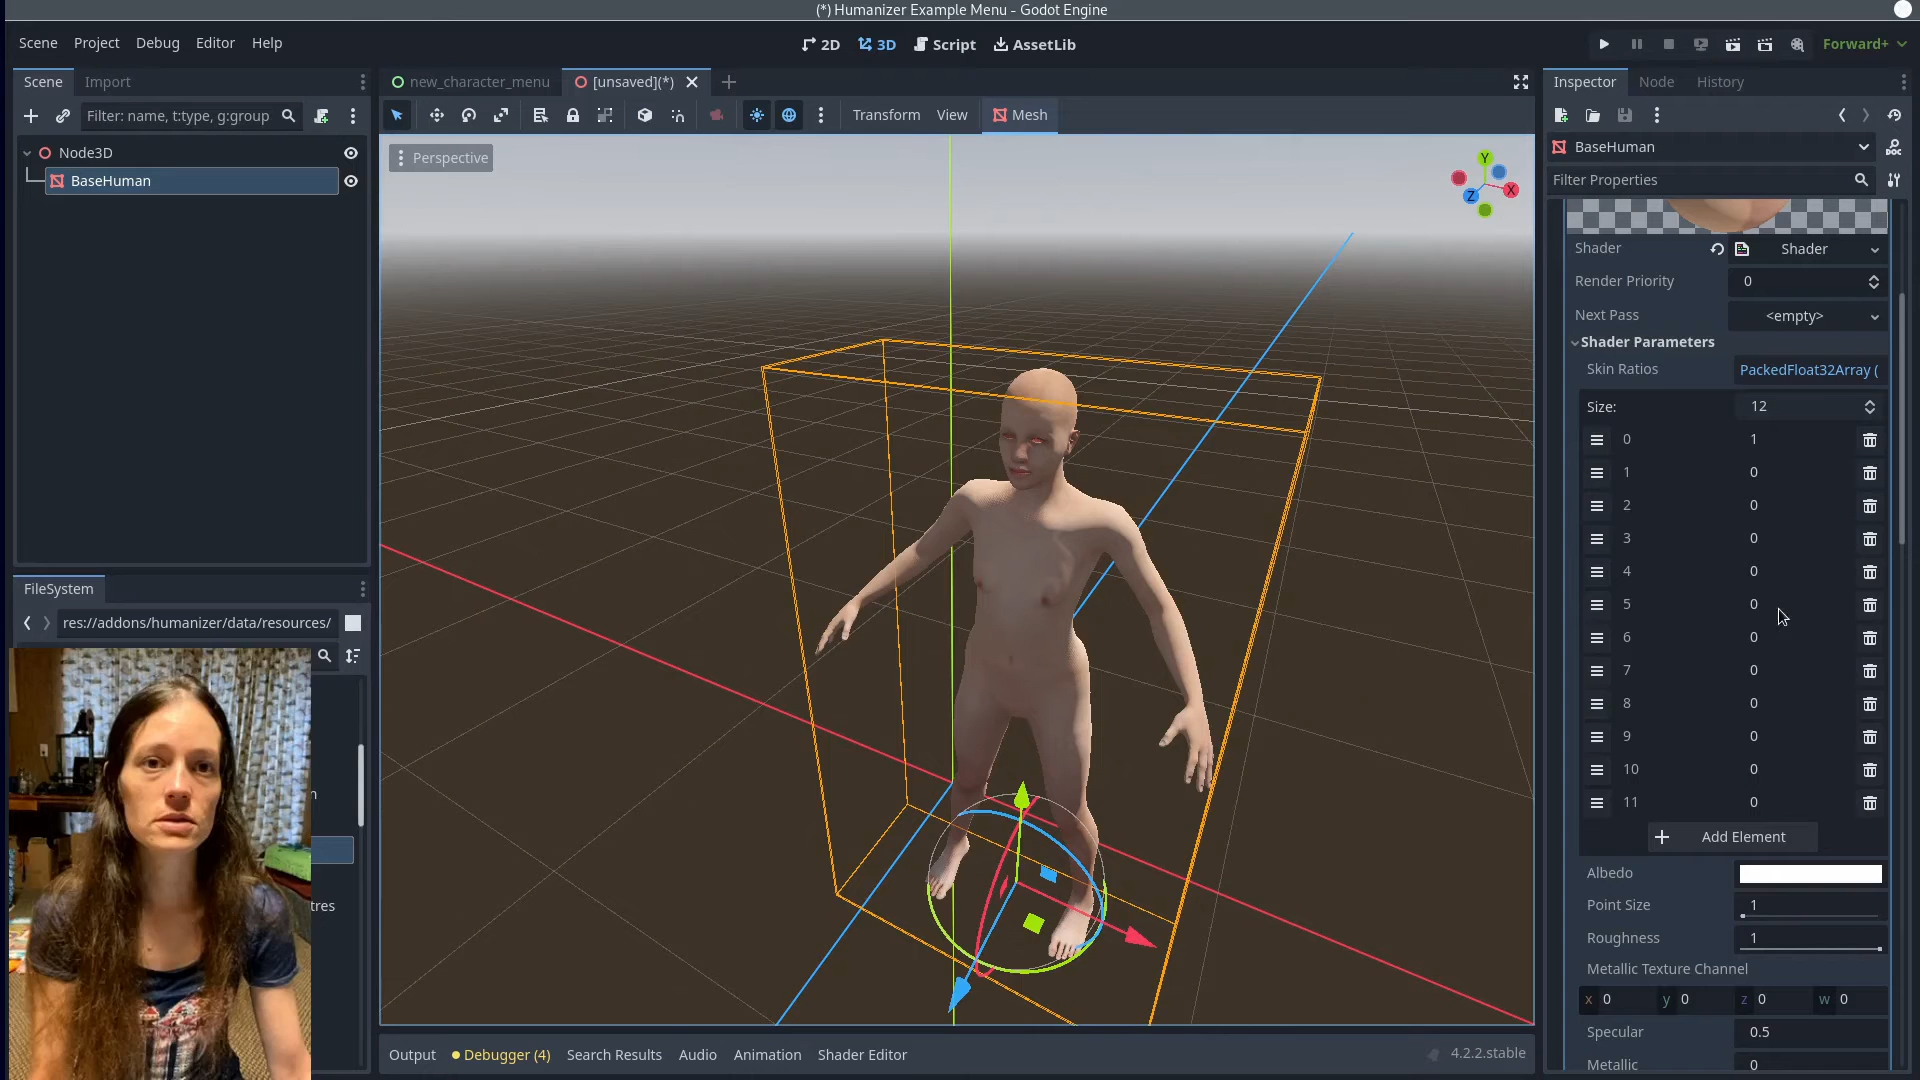 (*) Humanizer Example Menu - Godot Engine
Scene Project Debug Editor Help
2D 3D Script AssetLib
Forward+
Scene Import
new_character_menu [unsaved](*)
Inspector Node History
Filter: name, t:type, g:group
Transform View Mesh
Node3D
BaseHuman
Perspective
Y
X
Z
BaseHuman
Filter Properties
Shader Shader
Render Priority 0
Next Pass <empty>
Shader Parameters
Skin Ratios PackedFloat32Array (
Size: 12
0 1
1 0
2 0
3 0
4 0
5 0
6 0
7 0
8 0
9 0
10 0
11 0
Add Element
Albedo
Point Size 1
Roughness 1
Metallic Texture Channel
x 0 y 0 z 0 w 0
Specular 0.5
Metallic 0
FileSystem
res://addons/humanizer/data/resources/
tres
Output Debugger (4) Search Results Audio Animation Shader Editor
4.2.2.stable